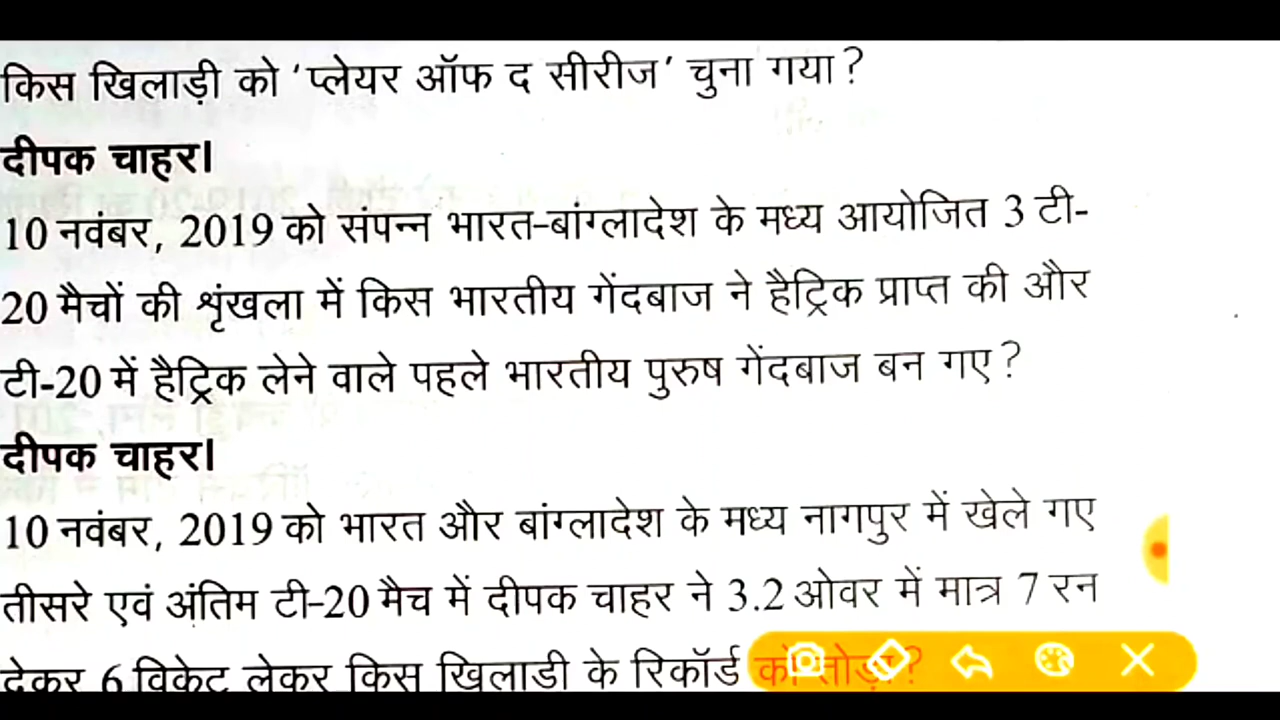 किस खिलाड़ी को 'प्लेयर ऑफ द सीरीज' चुना गया?
दीपक चाहर।
10 नवंबर, 2019 को संपन्न भारत-बांग्लादेश के मध्य आयोजित 3 टी-
20 मैचों की शृंखला में किस भारतीय गेंदबाज ने हैट्रिक प्राप्त की और
टी-20 में हैट्रिक लेने वाले पहले भारतीय पुरुष गेंदबाज बन गए?
दीपक चाहर।
10 नवंबर, 2019 को भारत और बांग्लादेश के मध्य नागपुर में खेले गए
तीसरे एवं अंतिम टी-20 मैच में दीपक चाहर ने 3.2 ओवर में मात्र 7 रन
देकर 6 विकेट लेकर किस खिलाडी के रिकॉर्ड को तोड़ा?